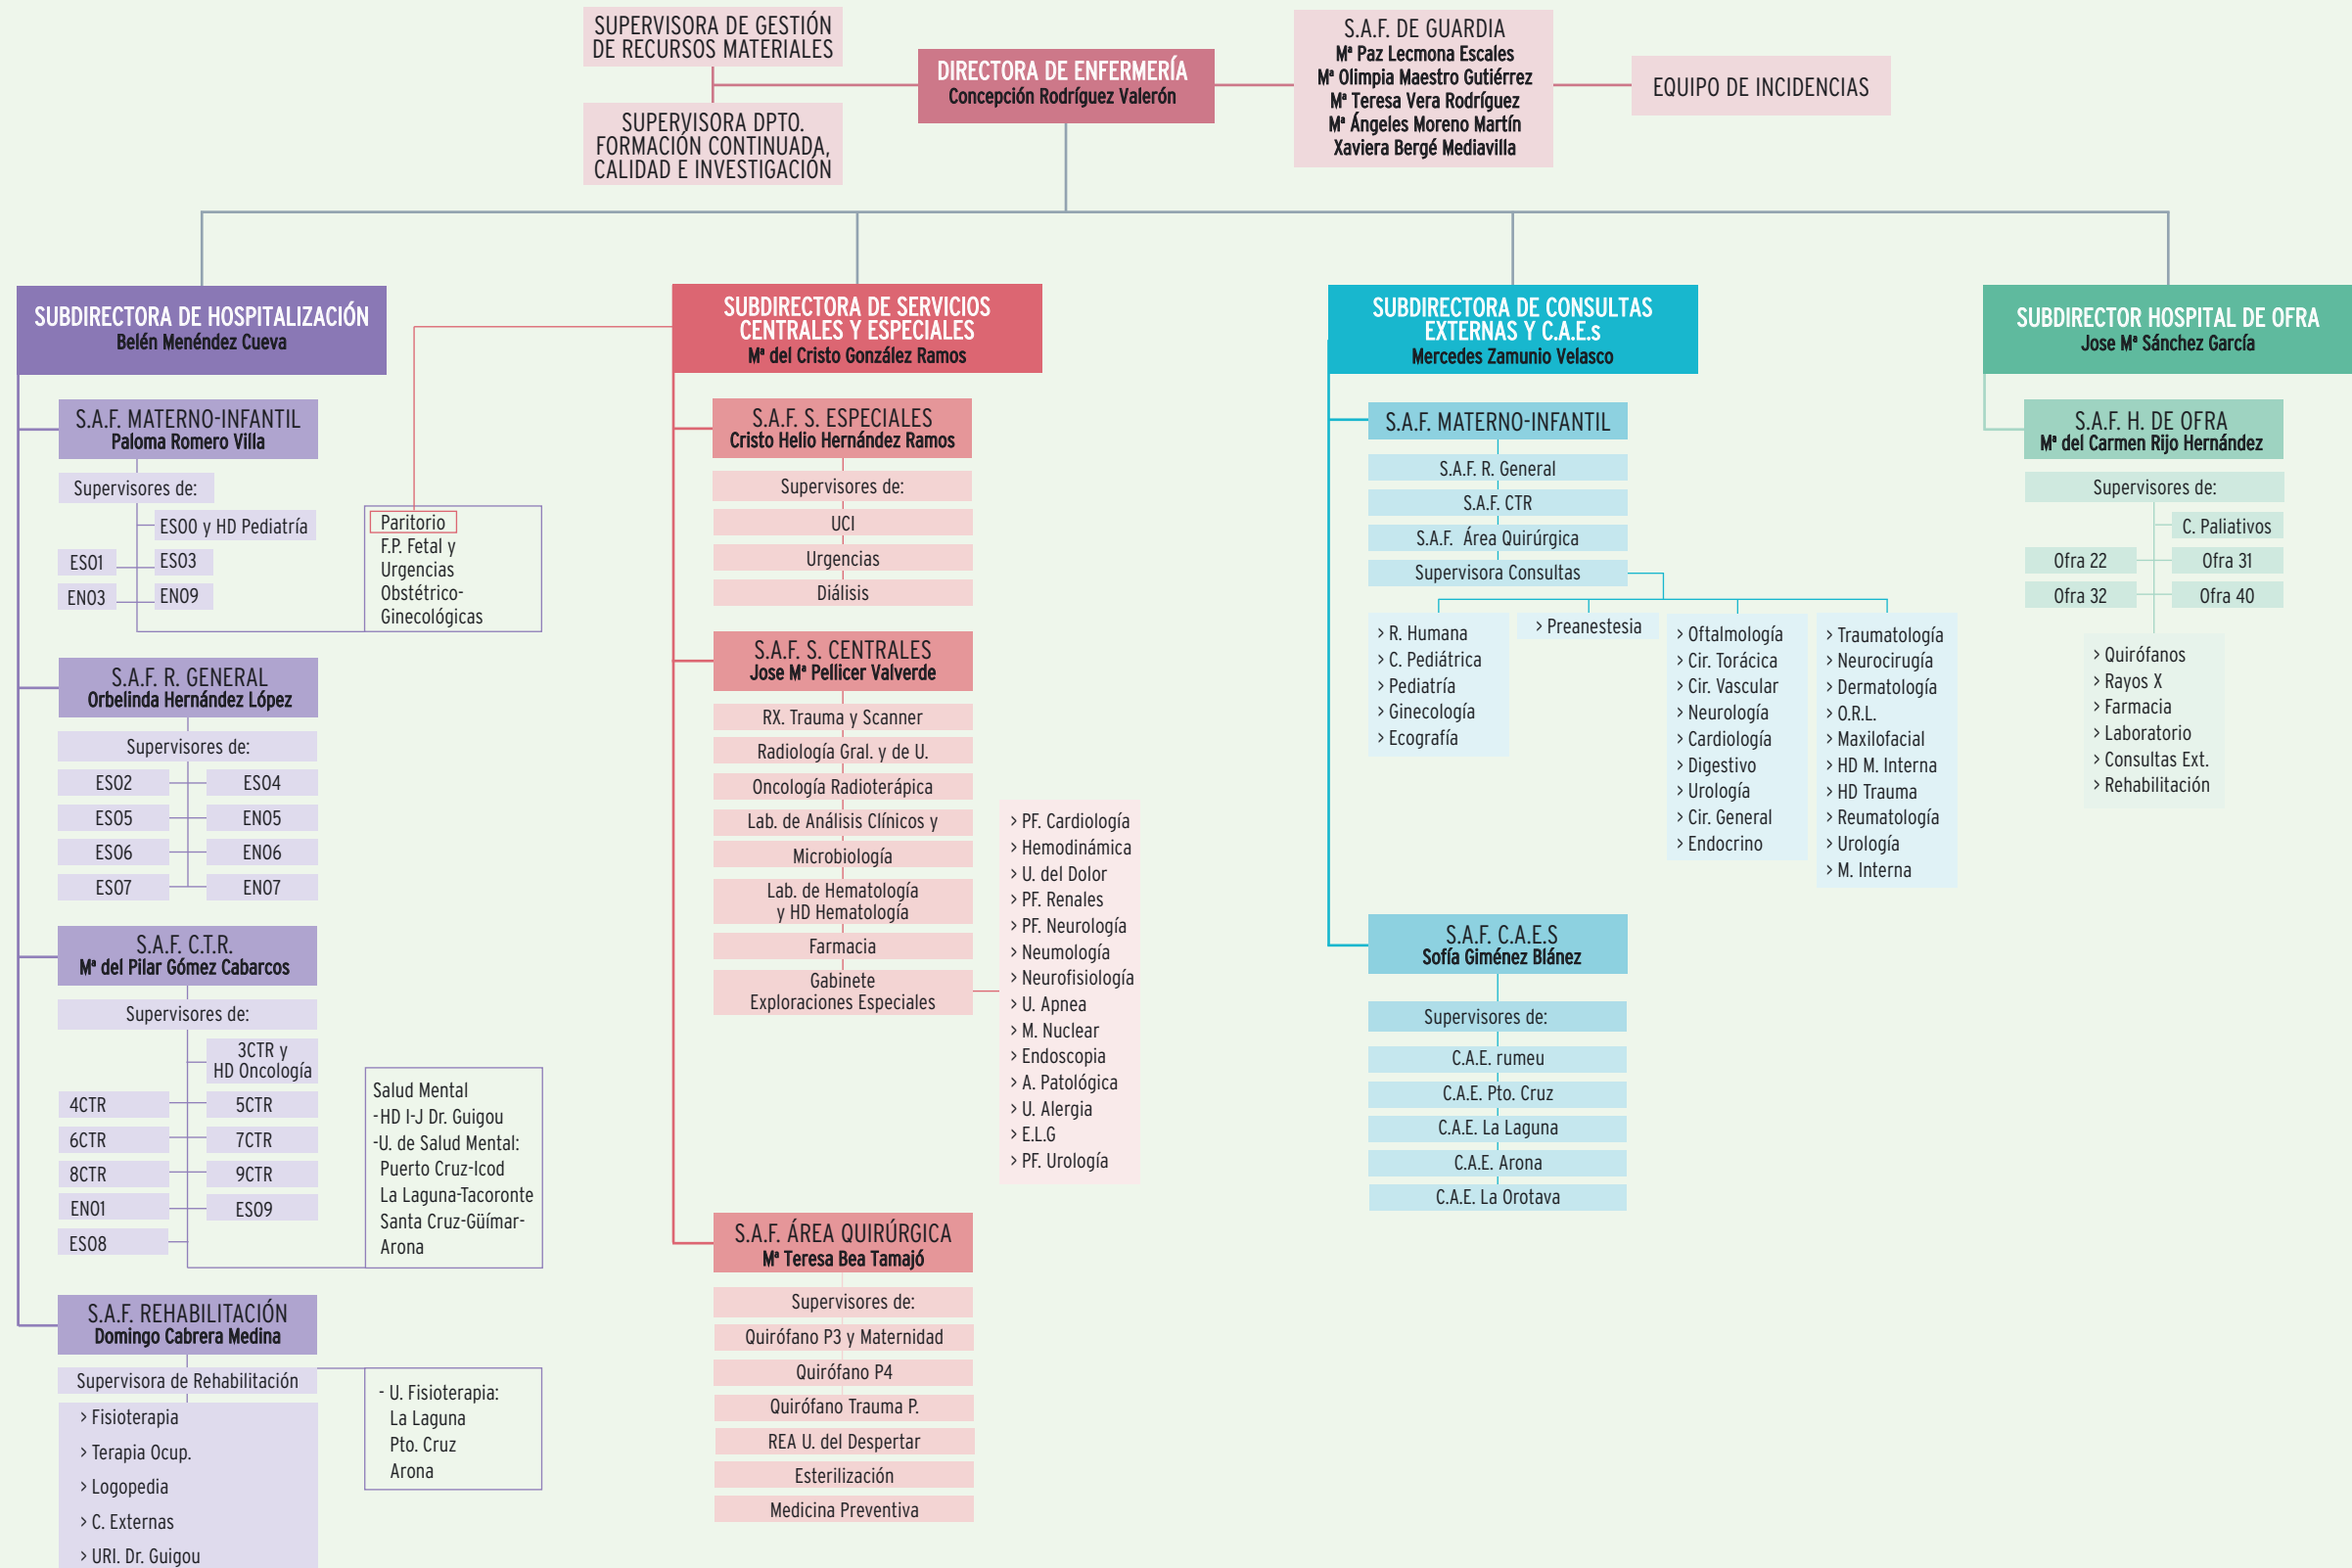 SUPERVISORA DE GESTIÓN
DE RECURSOS MATERIALES
SUPERVISORA DPTO.
FORMACIÓN CONTINUADA,
CALIDAD E INVESTIGACIÓN
DIRECTORA DE ENFERMERÍA
Concepción Rodríguez Valerón
S.A.F. DE GUARDIA
Mª Paz Lecmona Escales
Mª Olimpia Maestro Gutiérrez
Mª Teresa Vera Rodríguez
Mª Ángeles Moreno Martín
Xaviera Bergé Mediavilla
EQUIPO DE INCIDENCIAS
SUBDIRECTORA DE HOSPITALIZACIÓN
Belén Menéndez Cueva
S.A.F. MATERNO-INFANTIL
Paloma Romero Villa
Supervisores de:
ES00 y HD Pediatría
ES01
ES03
EN03
EN09
Paritorio
F.P. Fetal y
Urgencias
Obstétrico-
Ginecológicas
S.A.F. R. GENERAL
Orbelinda Hernández López
Supervisores de:
ES02
ES04
ES05
EN05
ES06
EN06
ES07
EN07
S.A.F. C.T.R.
Mª del Pilar Gómez Cabarcos
Supervisores de:
3CTR y
HD Oncología
4CTR
5CTR
6CTR
7CTR
8CTR
9CTR
EN01
ES09
ES08
Salud Mental
-HD I-J Dr. Guigou
-U. de Salud Mental:
Puerto Cruz-Icod
La Laguna-Tacoronte
Santa Cruz-Güímar-
Arona
S.A.F. REHABILITACIÓN
Domingo Cabrera Medina
Supervisora de Rehabilitación
> Fisioterapia
> Terapia Ocup.
> Logopedia
> C. Externas
> URI. Dr. Guigou
- U. Fisioterapia:
La Laguna
Pto. Cruz
Arona
SUBDIRECTORA DE SERVICIOS
CENTRALES Y ESPECIALES
Mª del Cristo González Ramos
S.A.F. S. ESPECIALES
Cristo Helio Hernández Ramos
Supervisores de:
UCI
Urgencias
Diálisis
S.A.F. S. CENTRALES
Jose Mª Pellicer Valverde
RX. Trauma y Scanner
Radiología Gral. y de U.
Oncología Radioterápica
Lab. de Análisis Clínicos y
Microbiología
Lab. de Hematología
y HD Hematología
Farmacia
Gabinete
Exploraciones Especiales
> PF. Cardiología
> Hemodinámica
> U. del Dolor
> PF. Renales
> PF. Neurología
> Neumología
> Neurofisiología
> U. Apnea
> M. Nuclear
> Endoscopia
> A. Patológica
> U. Alergia
> E.L.G
> PF. Urología
S.A.F. ÁREA QUIRÚRGICA
Mª Teresa Bea Tamajó
Supervisores de:
Quirófano P3 y Maternidad
Quirófano P4
Quirófano Trauma P.
REA U. del Despertar
Esterilización
Medicina Preventiva
SUBDIRECTORA DE CONSULTAS
EXTERNAS Y C.A.E.s
Mercedes Zamunio Velasco
S.A.F. MATERNO-INFANTIL
S.A.F. R. General
S.A.F. CTR
S.A.F. Área Quirúrgica
Supervisora Consultas
> R. Humana
> C. Pediátrica
> Pediatría
> Ginecología
> Ecografía
> Preanestesia
> Oftalmología
> Cir. Torácica
> Cir. Vascular
> Neurología
> Cardiología
> Digestivo
> Urología
> Cir. General
> Endocrino
> Traumatología
> Neurocirugía
> Dermatología
> O.R.L.
> Maxilofacial
> HD M. Interna
> HD Trauma
> Reumatología
> Urología
> M. Interna
S.A.F. C.A.E.S
Sofía Giménez Blánez
Supervisores de:
C.A.E. rumeu
C.A.E. Pto. Cruz
C.A.E. La Laguna
C.A.E. Arona
C.A.E. La Orotava
SUBDIRECTOR HOSPITAL DE OFRA
Jose Mª Sánchez García
S.A.F. H. DE OFRA
Mª del Carmen Rijo Hernández
Supervisores de:
C. Paliativos
Ofra 22
Ofra 31
Ofra 32
Ofra 40
> Quirófanos
> Rayos X
> Farmacia
> Laboratorio
> Consultas Ext.
> Rehabilitación